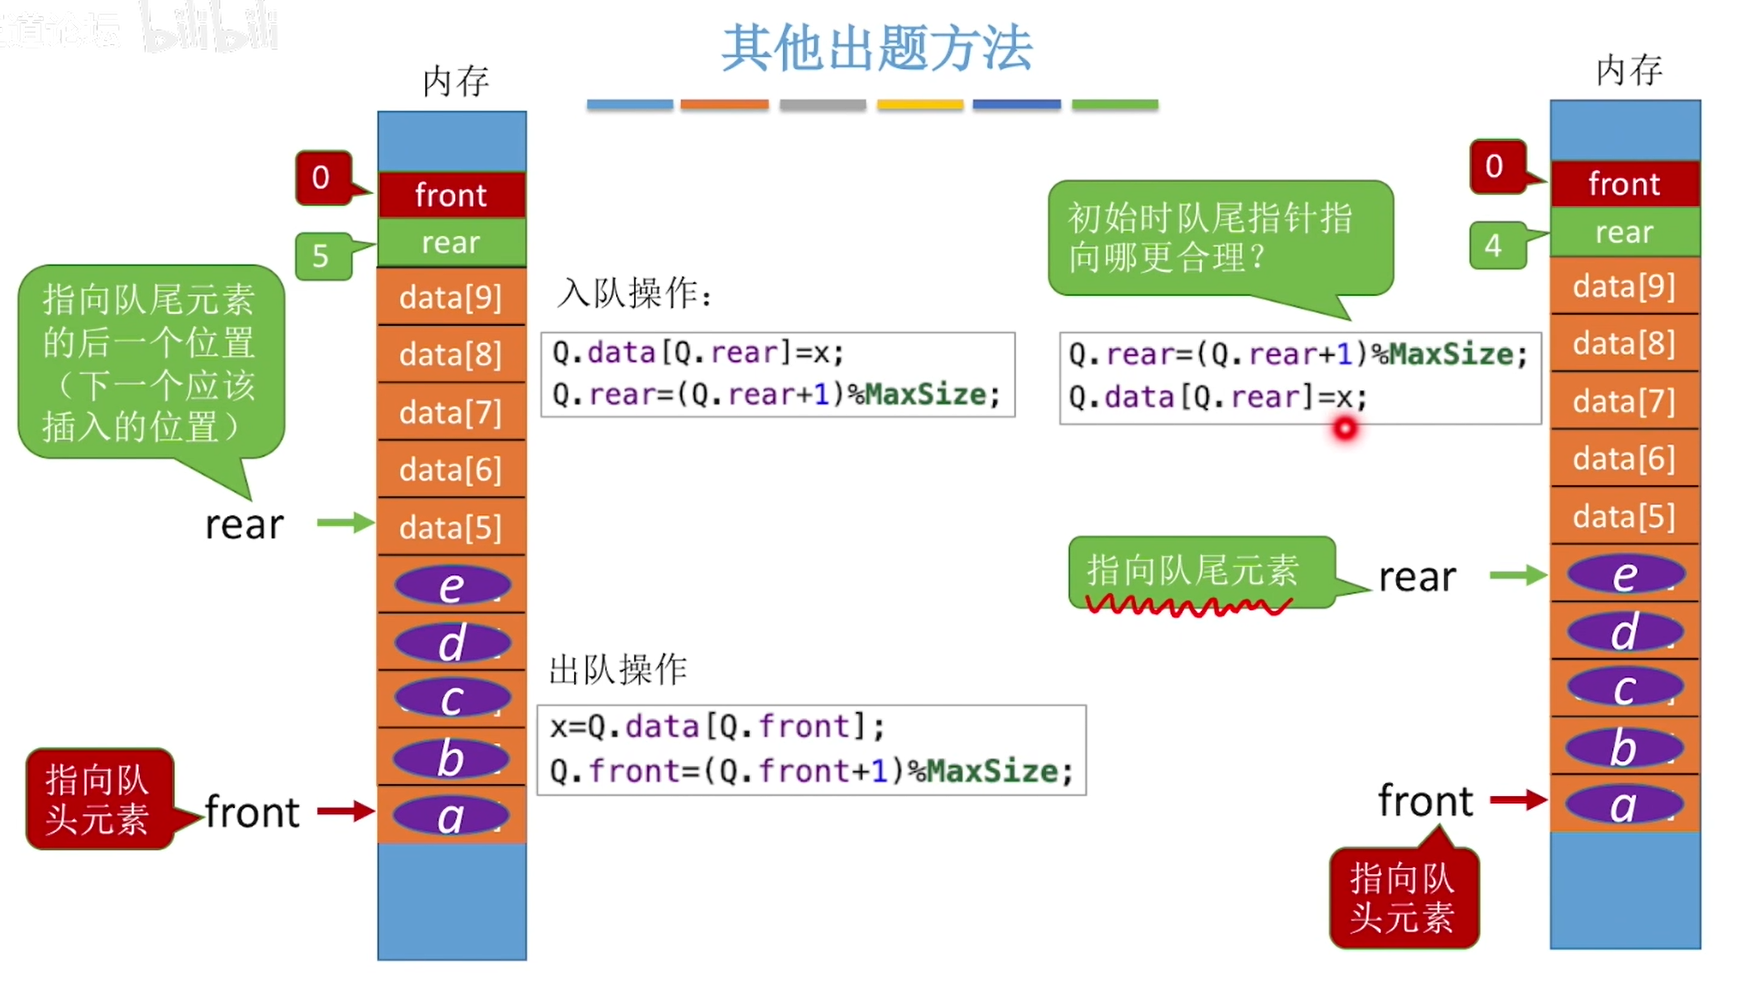 bilibili
其他出题方法
内存
0
front
5
rear
指向队尾元素
的后一个位置
（下一个应该
插入的位置）
data[9]
data[8]
data[7]
data[6]
rear
data[5]
e
d
c
b
指向队
头元素
front
a
入队操作：
Q.data[Q.rear]=x;
Q.rear=(Q.rear+1)%MaxSize;
出队操作
x=Q.data[Q.front];
Q.front=(Q.front+1)%MaxSize;
初始时队尾指针指
向哪更合理？
Q.rear=(Q.rear+1)%MaxSize;
Q.data[Q.rear]=x;
内存
0
front
4
rear
data[9]
data[8]
data[7]
data[6]
data[5]
指向队尾元素
rear
e
d
c
b
front
a
指向队
头元素